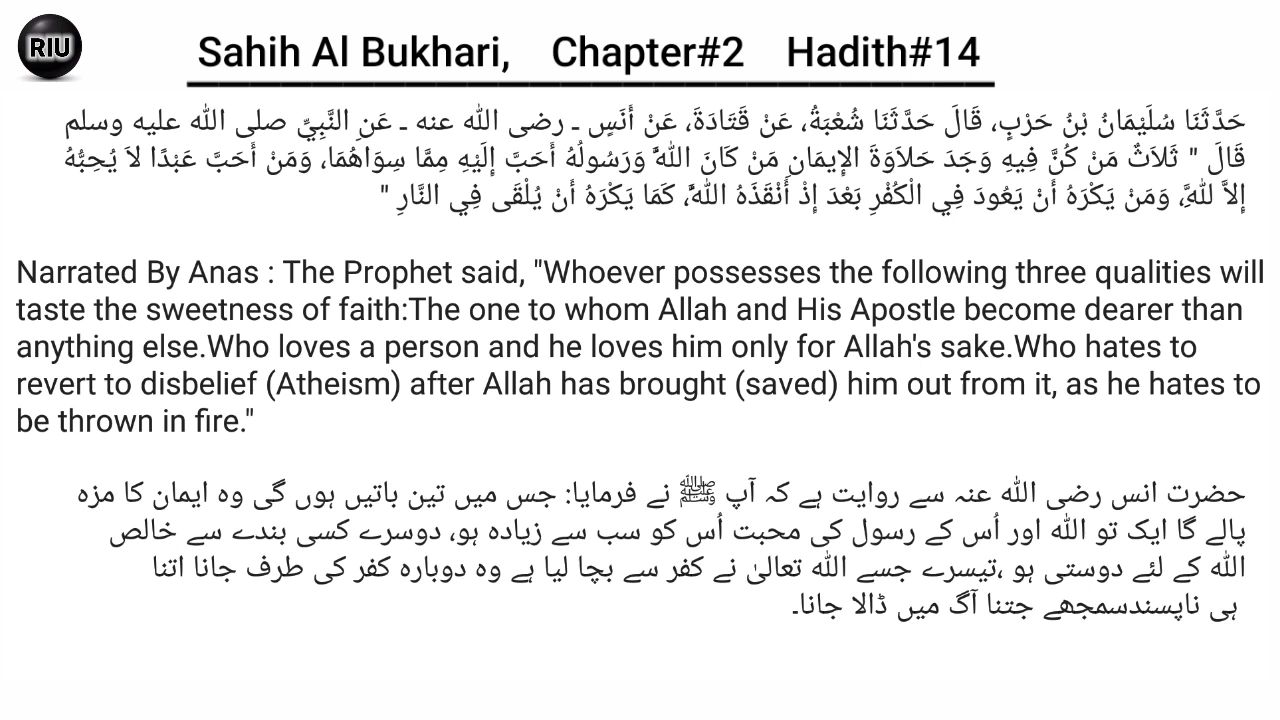 RIU
Sahih Al Bukhari, Chapter#2 Hadith#14
حَدَّثَنَا سُلَيْمَانُ بْنُ حَرْبٍ، قَالَ حَدَّثَنَا شُعْبَةُ، عَنْ قَتَادَةَ، عَنْ أَنَسٍ ـ رضى الله عنه ـ عَنِ النَّبِيِّ صلى الله عليه وسلم
قَالَ " ثَلاَثٌ مَنْ كُنَّ فِيهِ وَجَدَ حَلاَوَةَ الإِيمَانِ مَنْ كَانَ اللَّهُ وَرَسُولُهُ أَحَبَّ إِلَيْهِ مِمَّا سِوَاهُمَا، وَمَنْ أَحَبَّ عَبْدًا لاَ يُحِبُّهُ
إِلاَّ لِلَّهِ، وَمَنْ يَكْرَهُ أَنْ يَعُودَ فِي الْكُفْرِ بَعْدَ إِذْ أَنْقَذَهُ اللَّهُ، كَمَا يَكْرَهُ أَنْ يُلْقَى فِي النَّارِ "
Narrated By Anas : The Prophet said, "Whoever possesses the following three qualities will
taste the sweetness of faith:The one to whom Allah and His Apostle become dearer than
anything else.Who loves a person and he loves him only for Allah's sake.Who hates to
revert to disbelief (Atheism) after Allah has brought (saved) him out from it, as he hates to
be thrown in fire."
حضرت انس رضی اللہ عنہ سے روایت ہے کہ آپ ﷺ نے فرمایا: جس میں تین باتیں ہوں گی وہ ایمان کا مزہ
پالے گا ایک تو اللہ اور اُس کے رسول کی محبت اُس کو سب سے زیادہ ہو، دوسرے کسی بندے سے خالص
اللہ کے لئے دوستی ہو ،تیسرے جسے اللہ تعالیٰ نے کفر سے بچا لیا ہے وہ دوبارہ کفر کی طرف جانا اتنا
ہی ناپسندسمجھے جتنا آگ میں ڈالا جانا۔